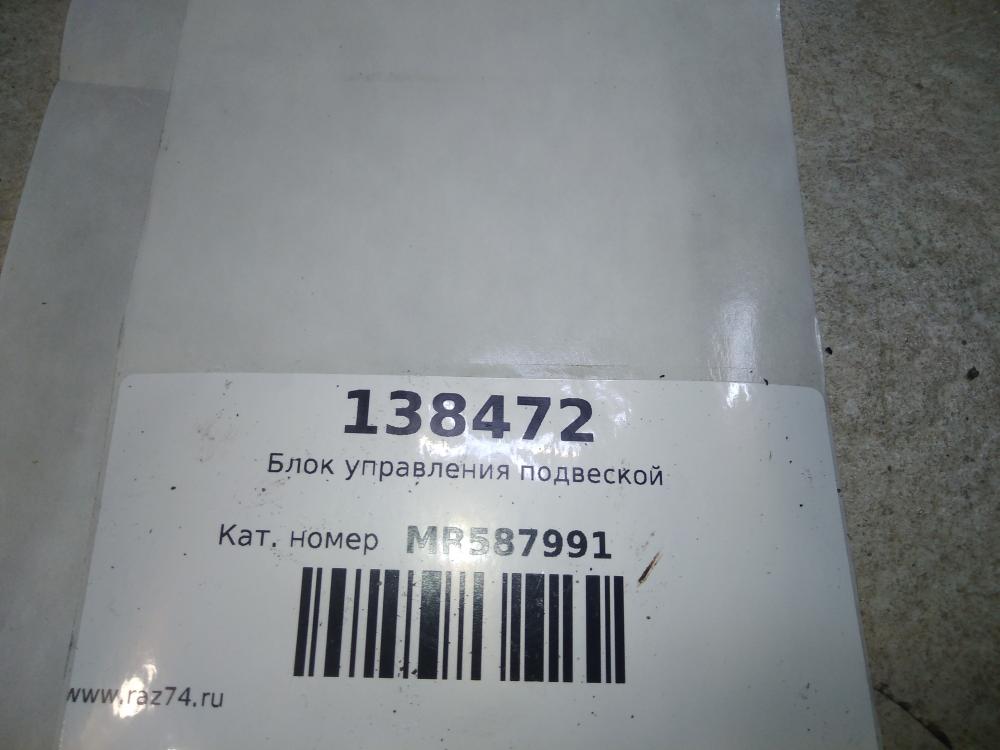 138472
Блок управления подвеской
Кат. номер MR587991
www.raz74.ru